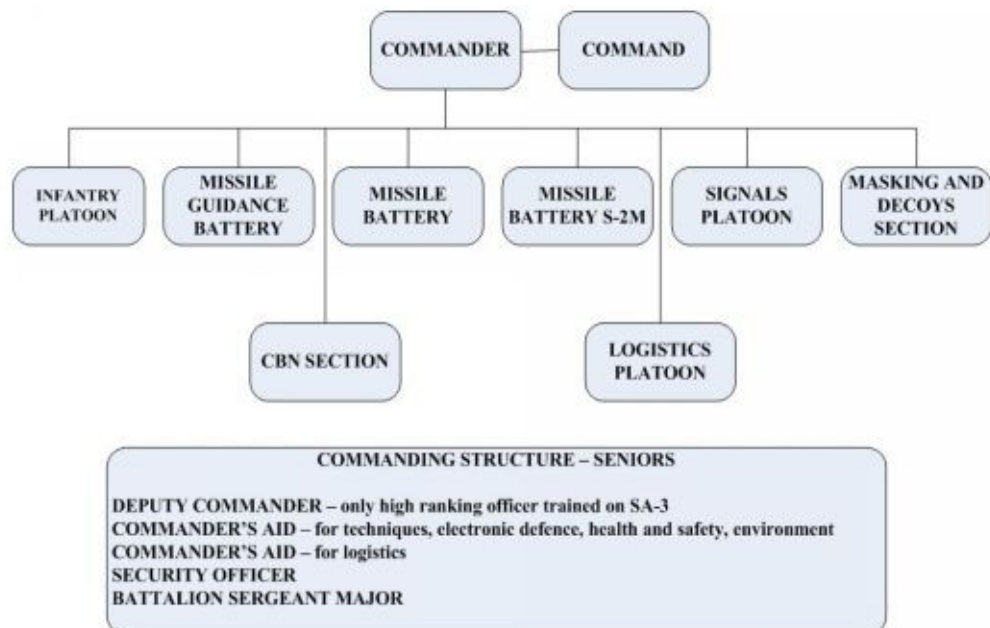 COMMANDER
COMMAND
INFANTRY
PLATOON
MISSILE
GUIDANCE
BATTERY
MISSILE
BATTERY
MISSILE
BATTERY S-2M
SIGNALS
PLATOON
MASKING AND
DECOYS
SECTION
CBN SECTION
LOGISTICS
PLATOON
COMMANDING STRUCTURE – SENIORS
DEPUTY COMMANDER – only high ranking officer trained on SA-3
COMMANDER'S AID – for techniques, electronic defence, health and safety, environment
COMMANDER'S AID – for logistics
SECURITY OFFICER
BATTALION SERGEANT MAJOR